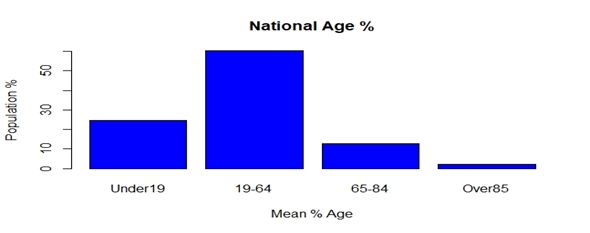 National Age %
Population %
50
30
10
0
Under19 19-64 65-84 Over85
Mean % Age